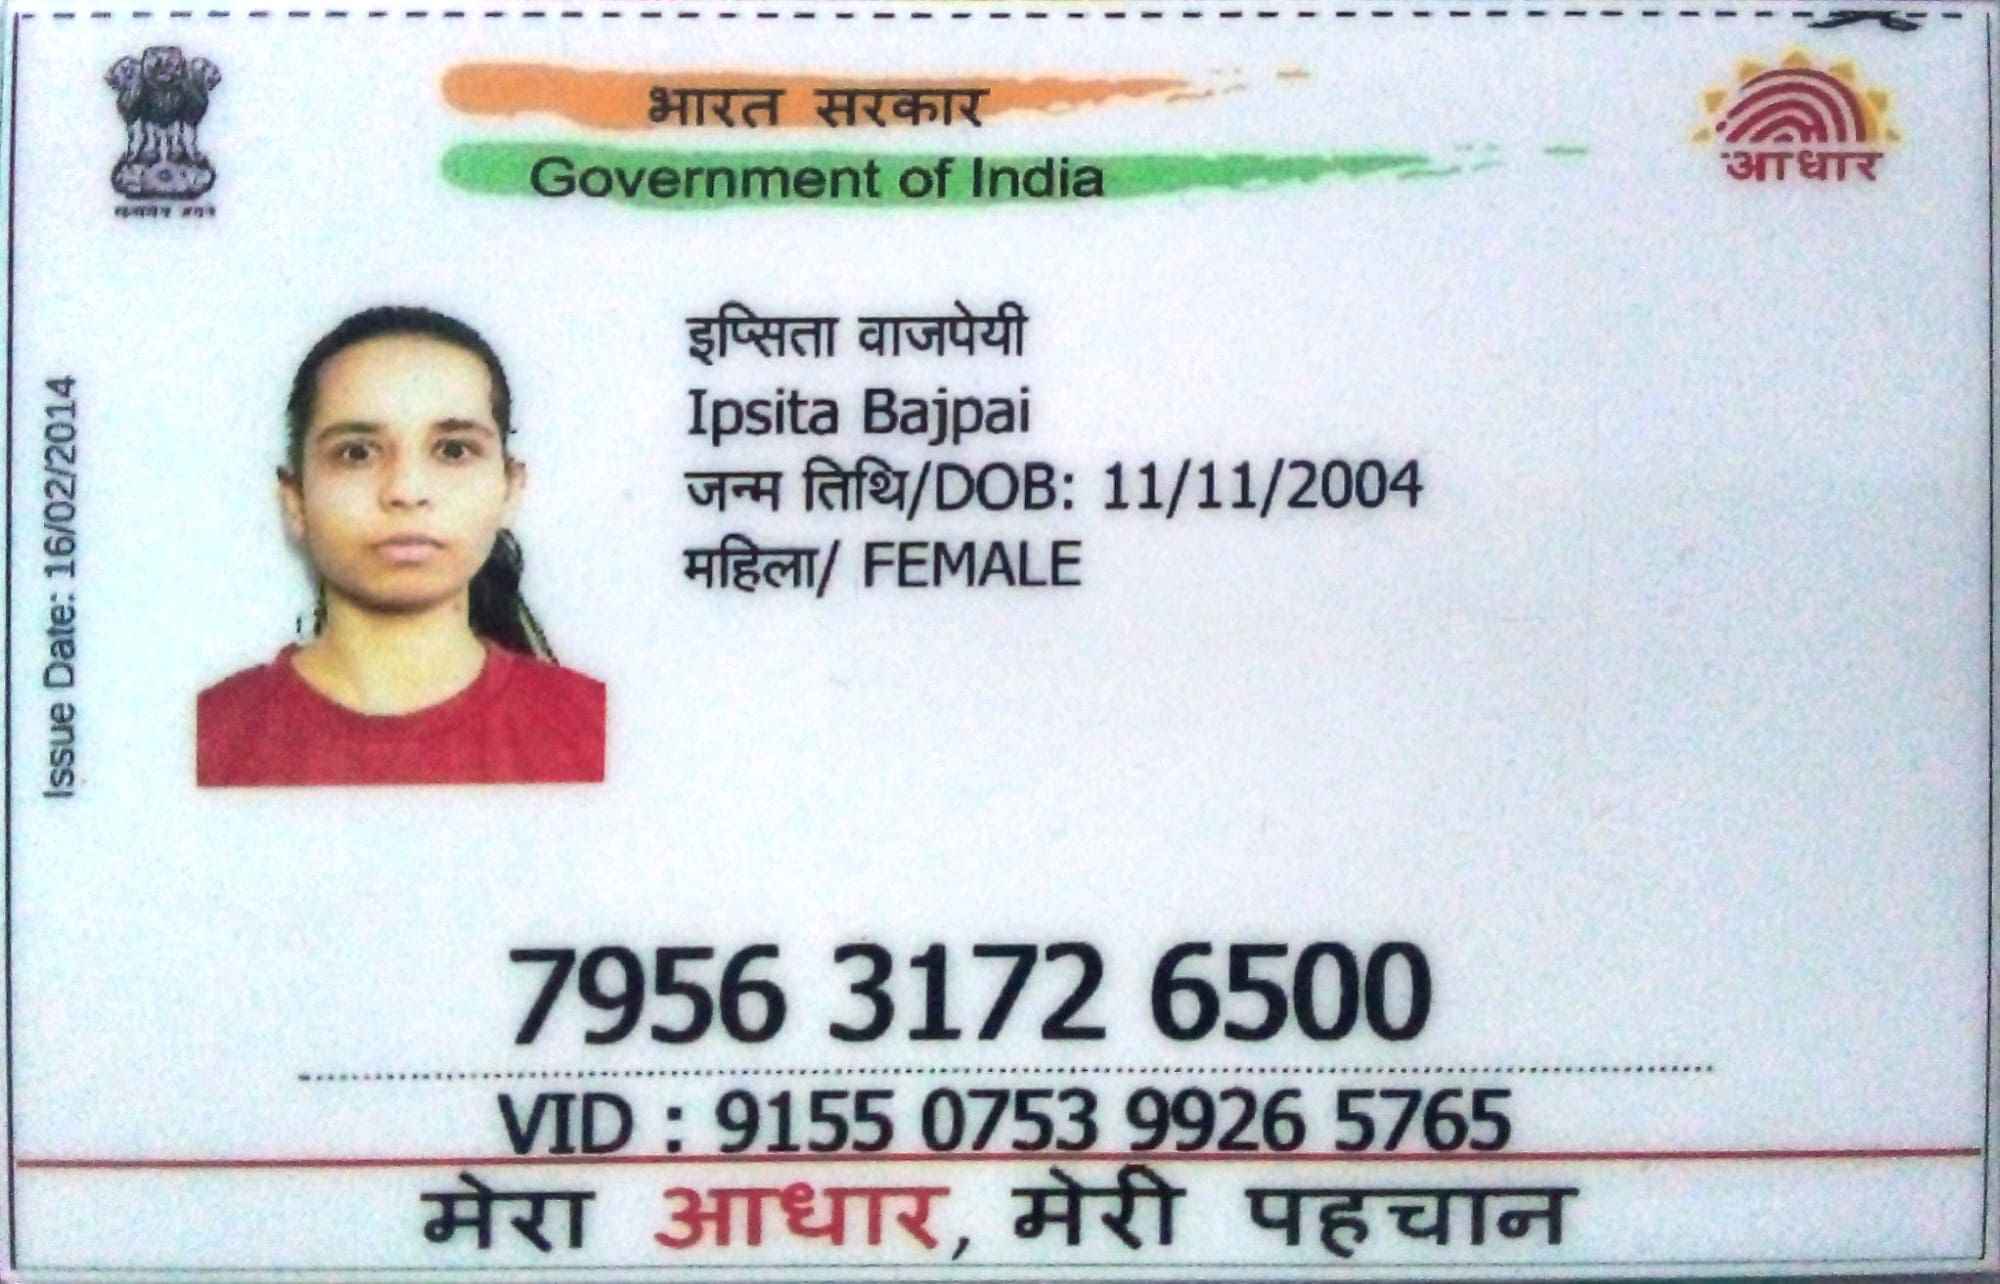 भारत सरकार
Government of India
आधार
इप्सिता वाजपेयी
Ipsita Bajpai
जन्म तिथि/DOB: 11/11/2004
महिला/ FEMALE
Issue Date: 16/02/2014
7956 3172 6500
VID : 9155 0753 9926 5765
मेरा आधार, मेरी पहचान